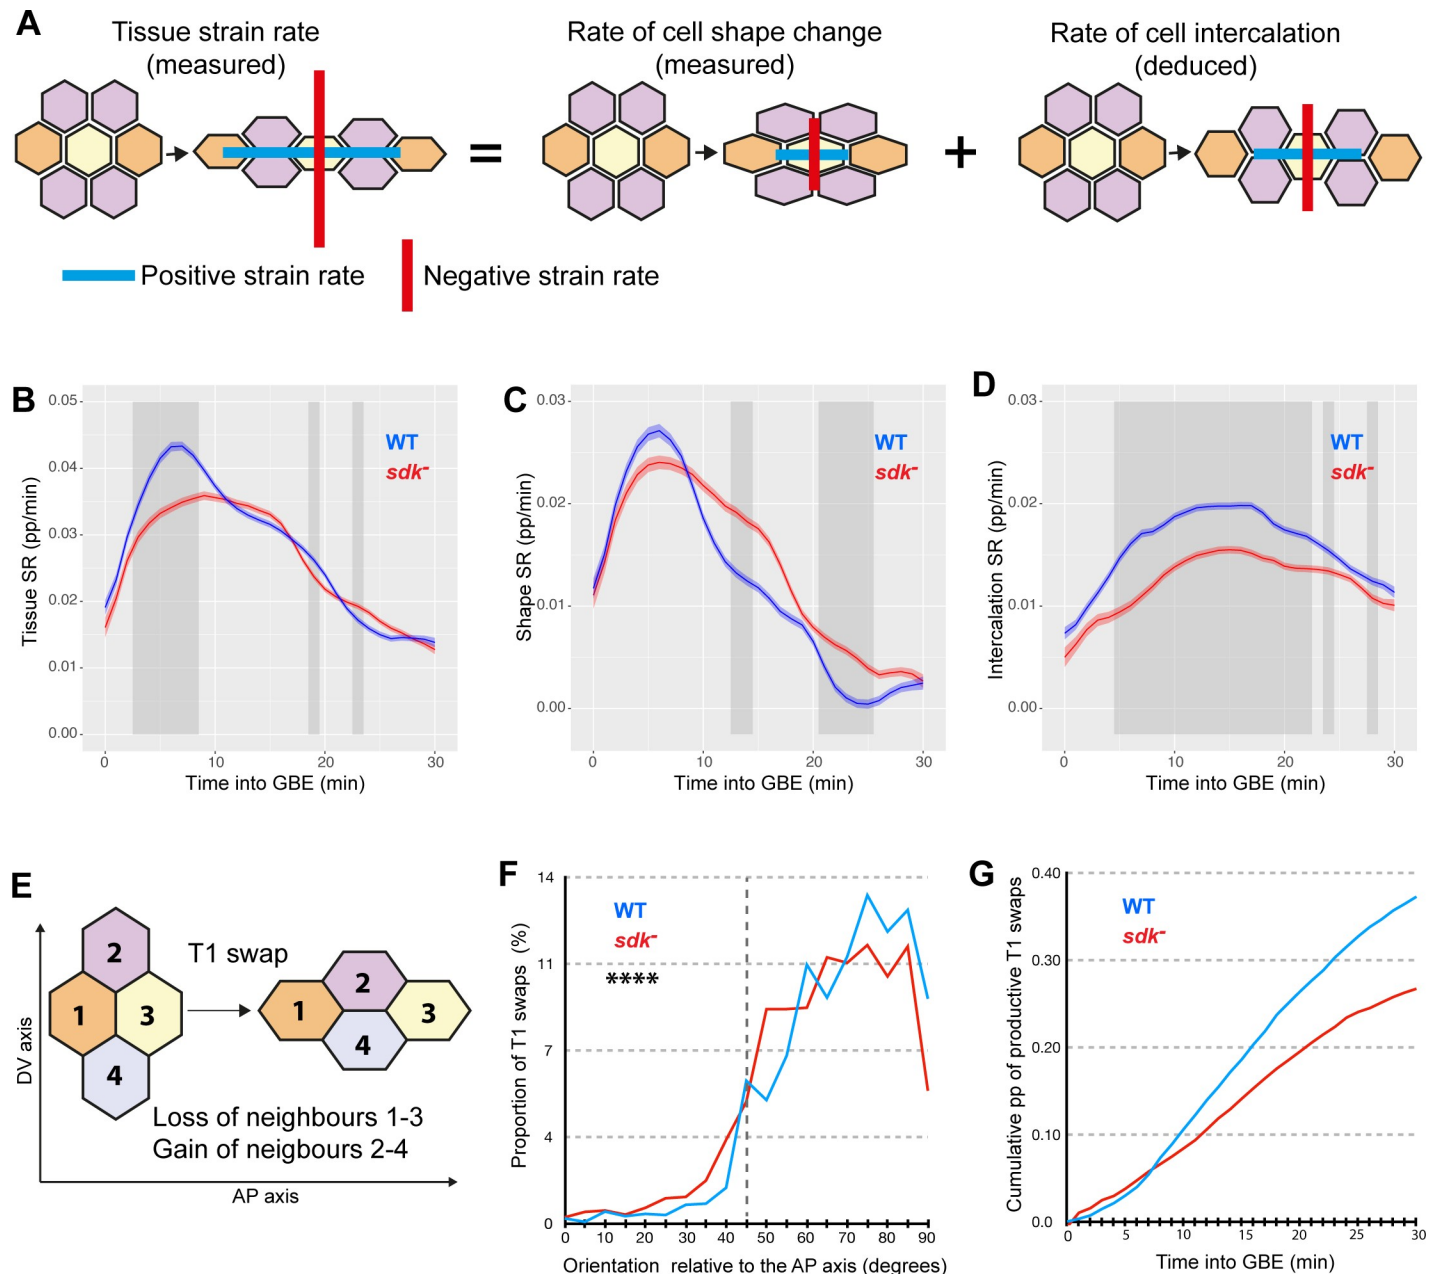 A
Tissue strain rate
(measured)
Rate of cell shape change
(measured)
Rate of cell intercalation
(deduced)
=
+
Positive strain rate
Negative strain rate
B
Tissue SR (pp/min)
0.05
0.04
0.03
0.02
0.01
0.00
WT
sdk-
0
10
20
30
Time into GBE (min)
C
Shape SR (pp/min)
0.03
0.02
0.01
0.00
WT
sdk-
0
10
20
30
Time into GBE (min)
D
Intercalation SR (pp/min)
0.03
0.02
0.01
0.00
WT
sdk-
0
10
20
30
Time into GBE (min)
E
DV axis
2
1
3
4
T1 swap
2
1
3
4
Loss of neighbours 1-3
Gain of neigbours 2-4
AP axis
F
Proportion of T1 swaps (%)
14
11
7
4
0
WT
sdk-
****
0
10
20
30
40
50
60
70
80
90
Orientation relative to the AP axis (degrees)
G
Cumulative pp of productive T1 swaps
0.40
0.30
0.20
0.10
0.0
WT
sdk-
0
5
10
15
20
25
30
Time into GBE (min)